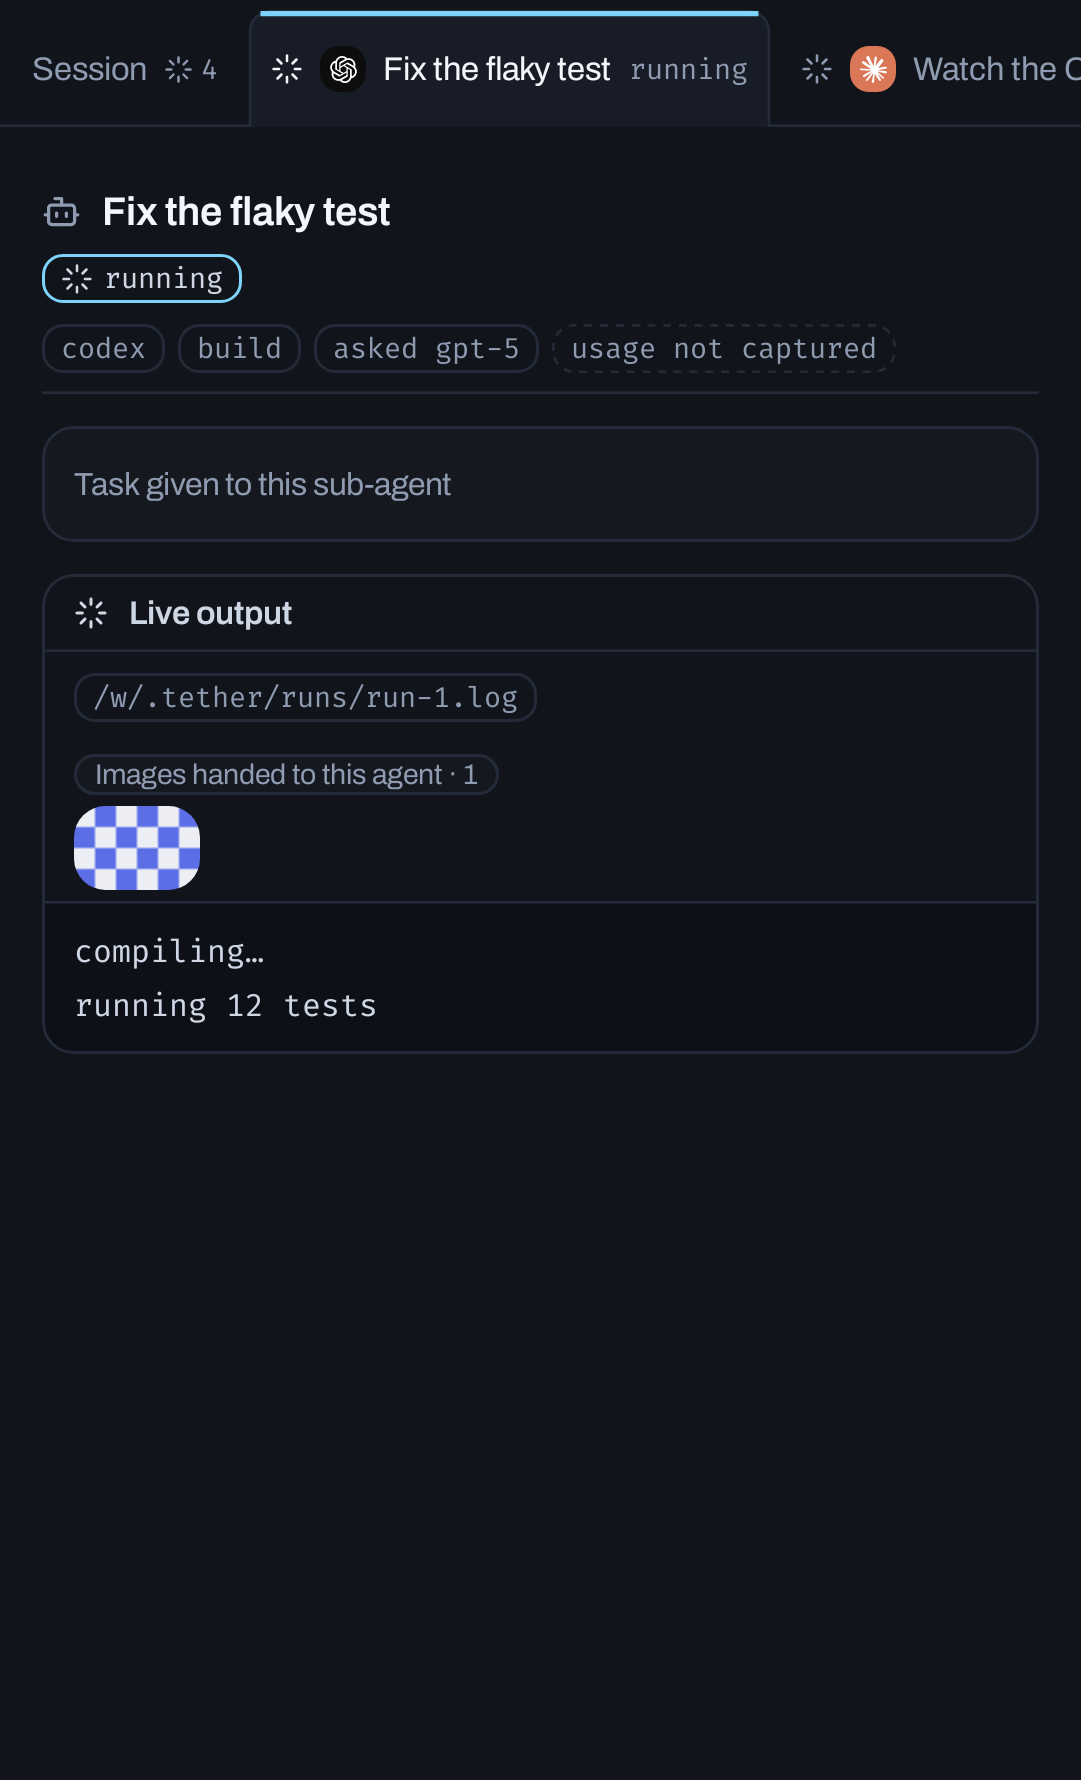 Session 4 Fix the flaky test running Watch the C
Fix the flaky test
running
codex build asked gpt-5 usage not captured
Task given to this sub-agent
Live output
/w/.tether/runs/run-1.log
Images handed to this agent · 1
compiling…
running 12 tests